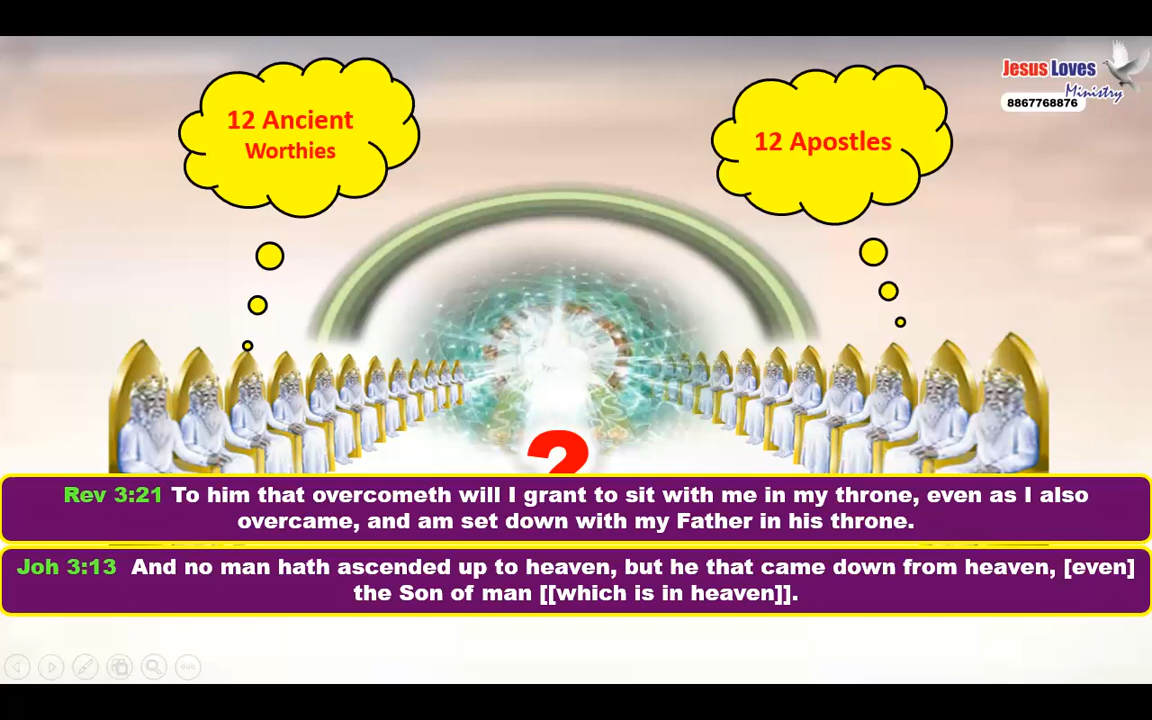 Jesus Loves
Ministry
8867768876
12 Ancient
Worthies
12 Apostles
?
Rev 3:21 To him that overcometh will I grant to sit with me in my throne, even as I also
overcame, and am set down with my Father in his throne.
Joh 3:13 And no man hath ascended up to heaven, but he that came down from heaven, [even]
the Son of man [[which is in heaven]].